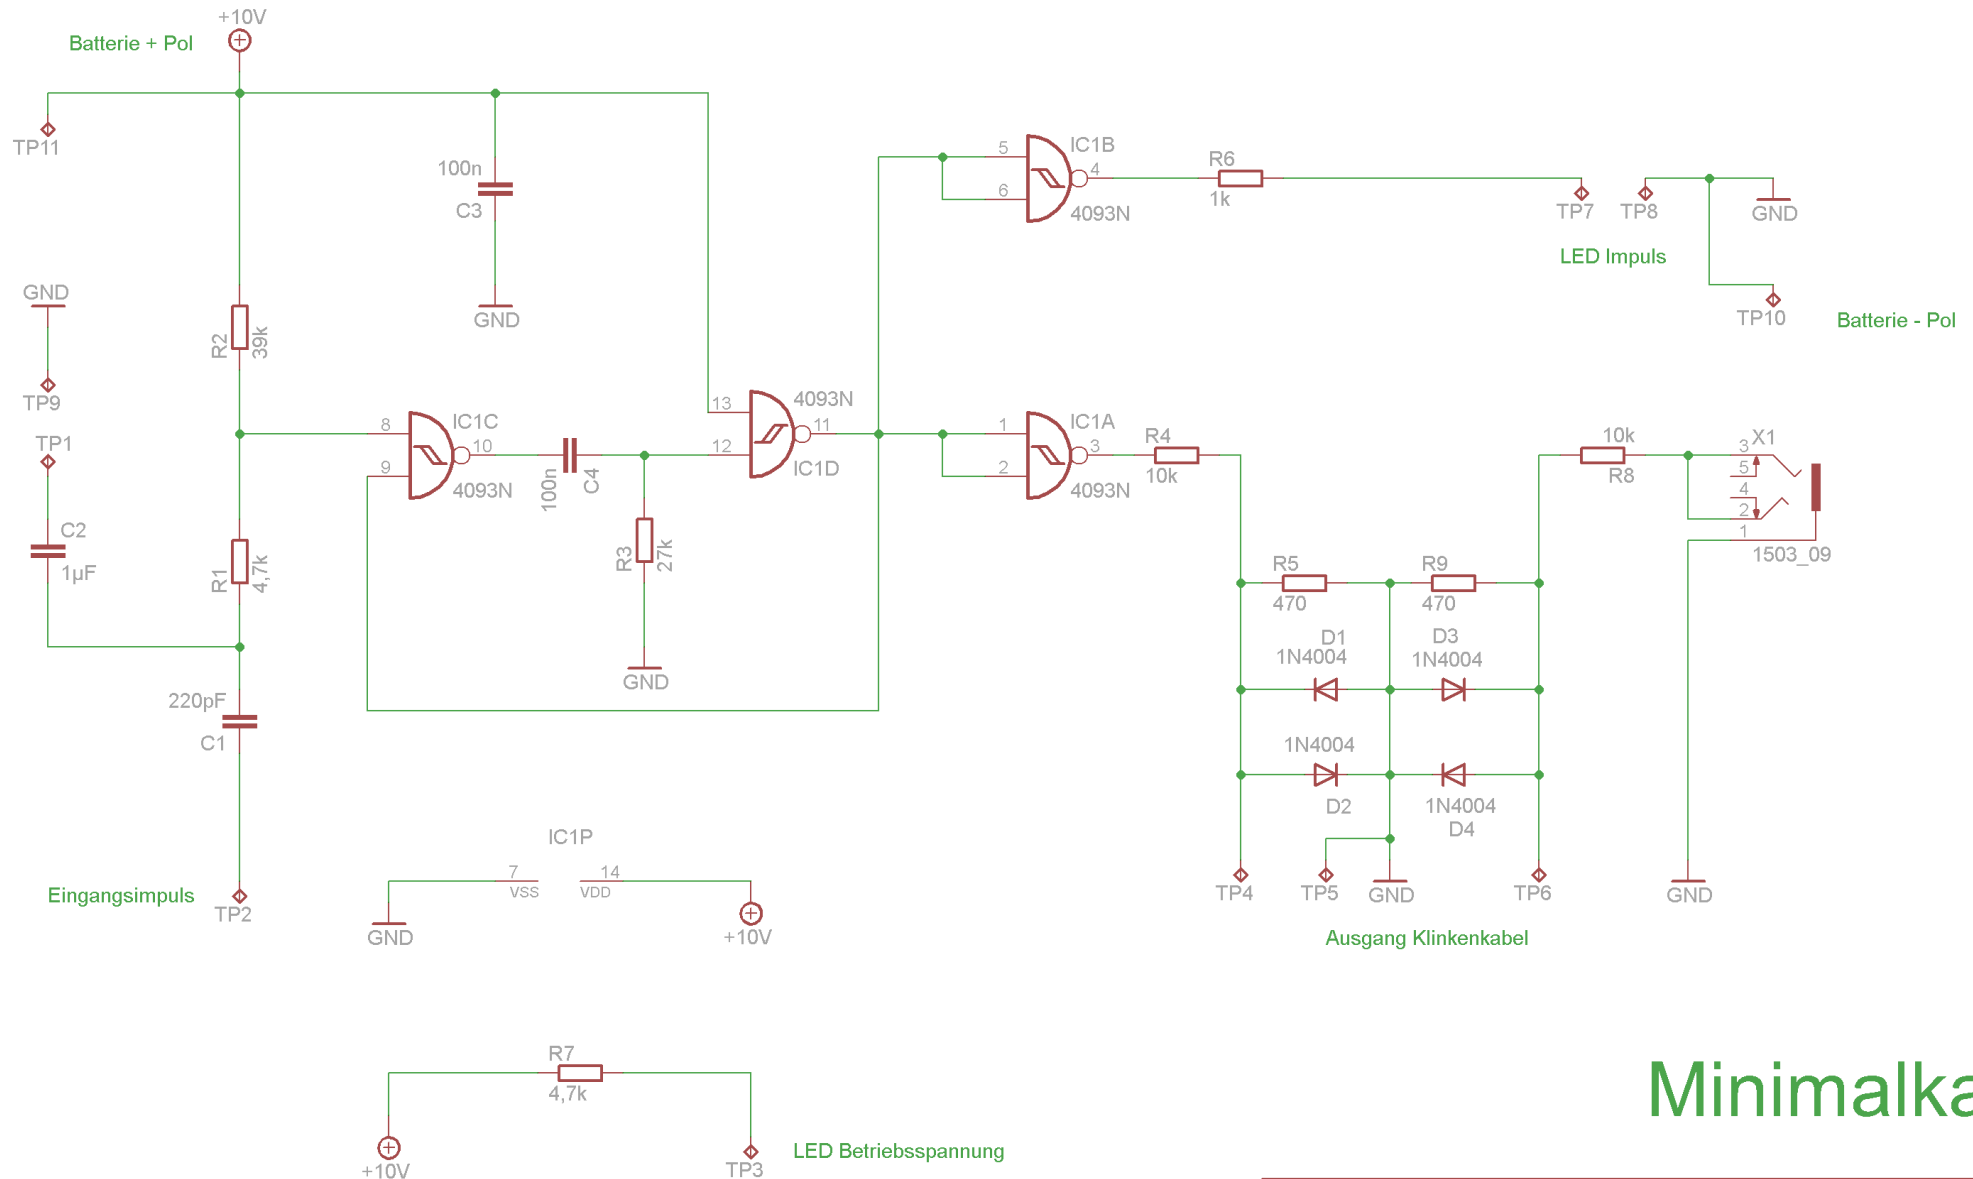 +10V
Batterie + Pol
TP11
100n
C3
GND
5
6
IC1B
4
4093N
R6
1k
TP7
TP8
GND
LED Impuls
TP10
Batterie - Pol
GND
TP9
R2
39k
TP1
C2
1µF
R1
4,7k
220pF
C1
Eingangsimpuls
TP2
8
9
IC1C
10
4093N
100n
C4
R3
27k
GND
13
12
4093N
11
IC1D
1
2
IC1A
3
4093N
R4
10k
R5
470
R9
470
D1
1N4004
D3
1N4004
1N4004
D2
1N4004
D4
TP4
TP5
GND
TP6
Ausgang Klinkenkabel
10k
R8
X1
3
5
4
2
1
1503_09
GND
IC1P
7
VSS
14
VDD
GND
+10V
R7
4,7k
+10V
TP3
LED Betriebsspannung
Minimalka